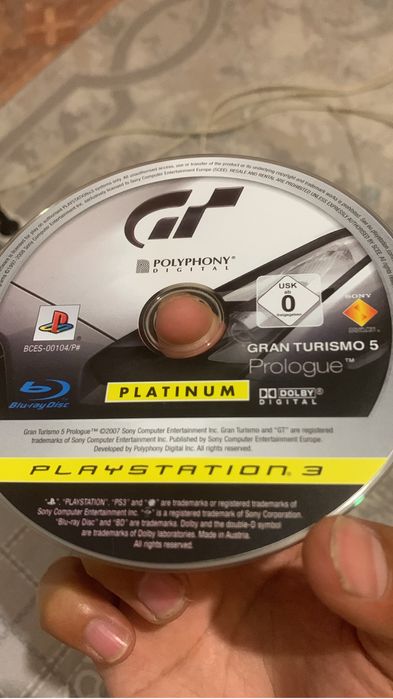 GT
POLYPHONY®
DIGITAL
USK
ab
0
freigegeben
SONY
BCES-00104/P#
GRAN TURISMO 5
Prologue™
Blu-ray Disc
PLATINUM
DOLBY®
DIGITAL
Gran Turismo 5 Prologue™ ©2007 Sony Computer Entertainment Inc. Gran Turismo and "GT" are registered
trademarks of Sony Computer Entertainment Inc. Published by Sony Computer Entertainment Europe.
Developed by Polyphony Digital Inc. All rights reserved.
PLAYSTATION 3
", "PLAYSTATION", "PS3" and " " are trademarks or registered trademarks of
Sony Computer Entertainment Inc. " " is a registered trademark of Sony Corporation.
"Blu-ray Disc" and "BD" are trademarks. Dolby and the double-D symbol
are trademarks of Dolby laboratories. Made in Austria.
All rights reserved.